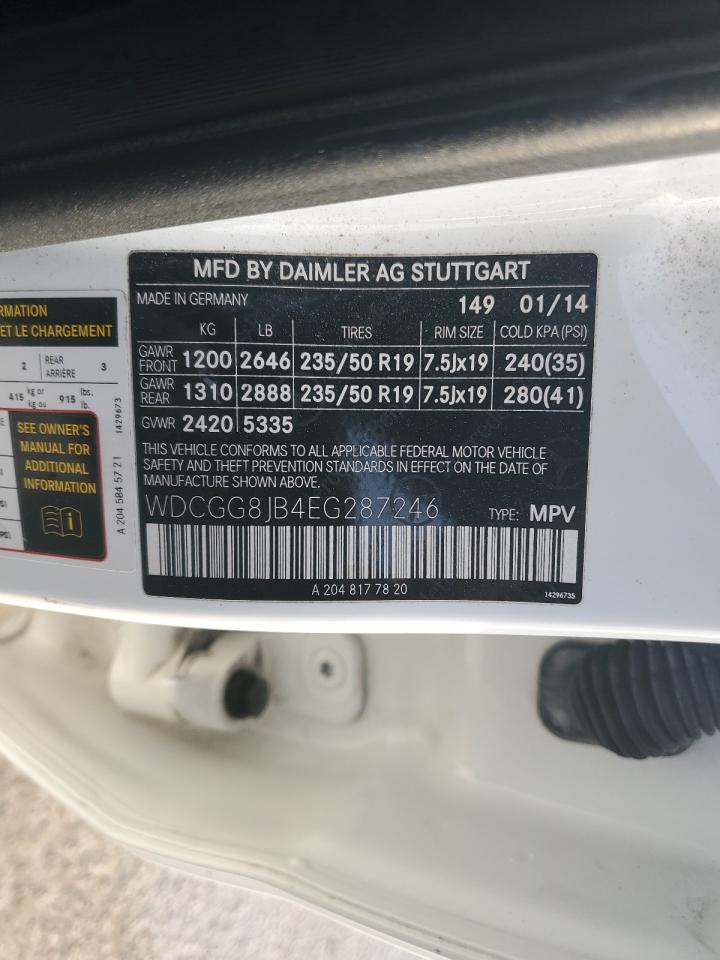 MFD BY DAIMLER AG STUTTGART
MADE IN GERMANY 149 01/14
KG LB TIRES RIM SIZE COLD KPA (PSI)
GAWR FRONT 1200 2646 235/50 R19 7.5Jx19 240(35)
GAWR REAR 1310 2888 235/50 R19 7.5Jx19 280(41)
GVWR 2420 5335
THIS VEHICLE CONFORMS TO ALL APPLICABLE FEDERAL MOTOR VEHICLE
SAFETY AND THEFT PREVENTION STANDARDS IN EFFECT ON THE DATE OF
MANUFACTURE SHOWN ABOVE.
WDCGG8JB4EG287246 TYPE: MPV
A 204 817 78 20
14296735
ET LE CHARGEMENT
2 REAR ARRIÈRE 3
415 kg or kg ou 915 lbs. lb.
SEE OWNER'S
MANUAL FOR
ADDITIONAL
INFORMATION
A 204 584 57 21 1429673